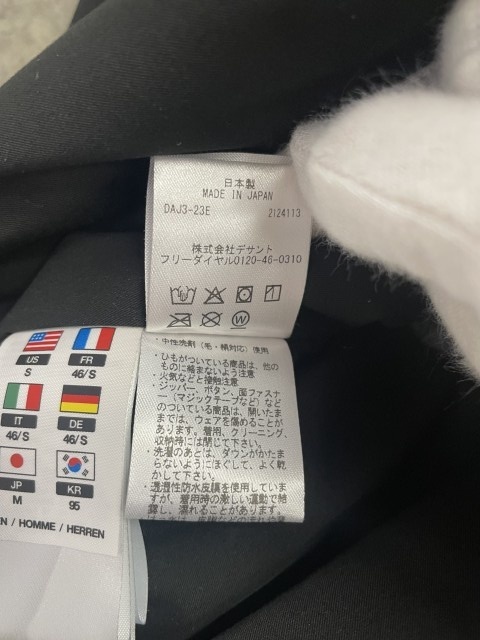 日本製
MADE IN JAPAN
DAJ3-23E 2124113
株式会社デサント
フリーダイヤル0120-46-0310
W
・中性洗剤(毛・綿対応)使用
・ひもがついている商品は、他の
ものに絡まないよう注意
・火気などと接触注意
・ジッパー、ボタン、面ファスナ
ー(マジックテープなど)など
のついている商品は、開いたま
までは、ウェアを傷めることが
あります。着用、クリーニング、
収納時には閉じて下さい。
・洗濯のあとは、ダウンがかたま
らないようにほぐして、よく乾
かして下さい。
・透湿性防水皮膜を使用しています
が、着用時の激しい運動で結
露し、濡れることがあります。
US FR
S 46/S
IT DE
46/S 46/S
JP KR
M 95
EN / HOMME / HERREN